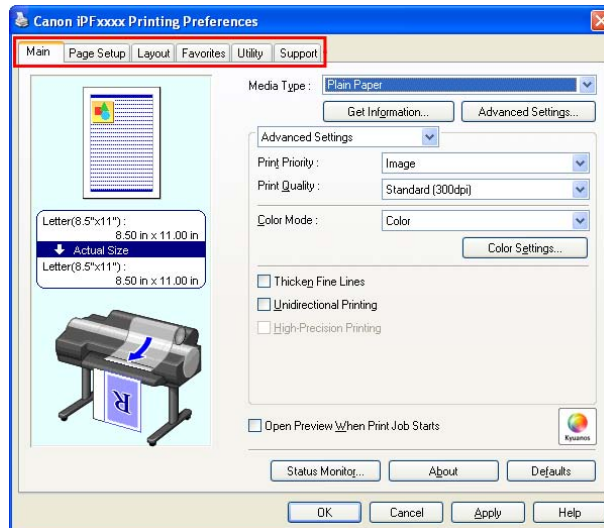 Canon iPFxxxx Printing Preferences
Main Page Setup Layout Favorites Utility Support
Media Type : Plain Paper
Get Information... Advanced Settings...
Advanced Settings
Print Priority : Image
Print Quality : Standard (300dpi)
Color Mode : Color
Color Settings...
Thicken Fine Lines
Unidirectional Printing
High-Precision Printing
Letter(8.5"x11") :
8.50 in x 11.00 in
Actual Size
Letter(8.5"x11") :
8.50 in x 11.00 in
R
Open Preview When Print Job Starts
Kyuanos
Status Monitor... About Defaults
OK Cancel Apply Help